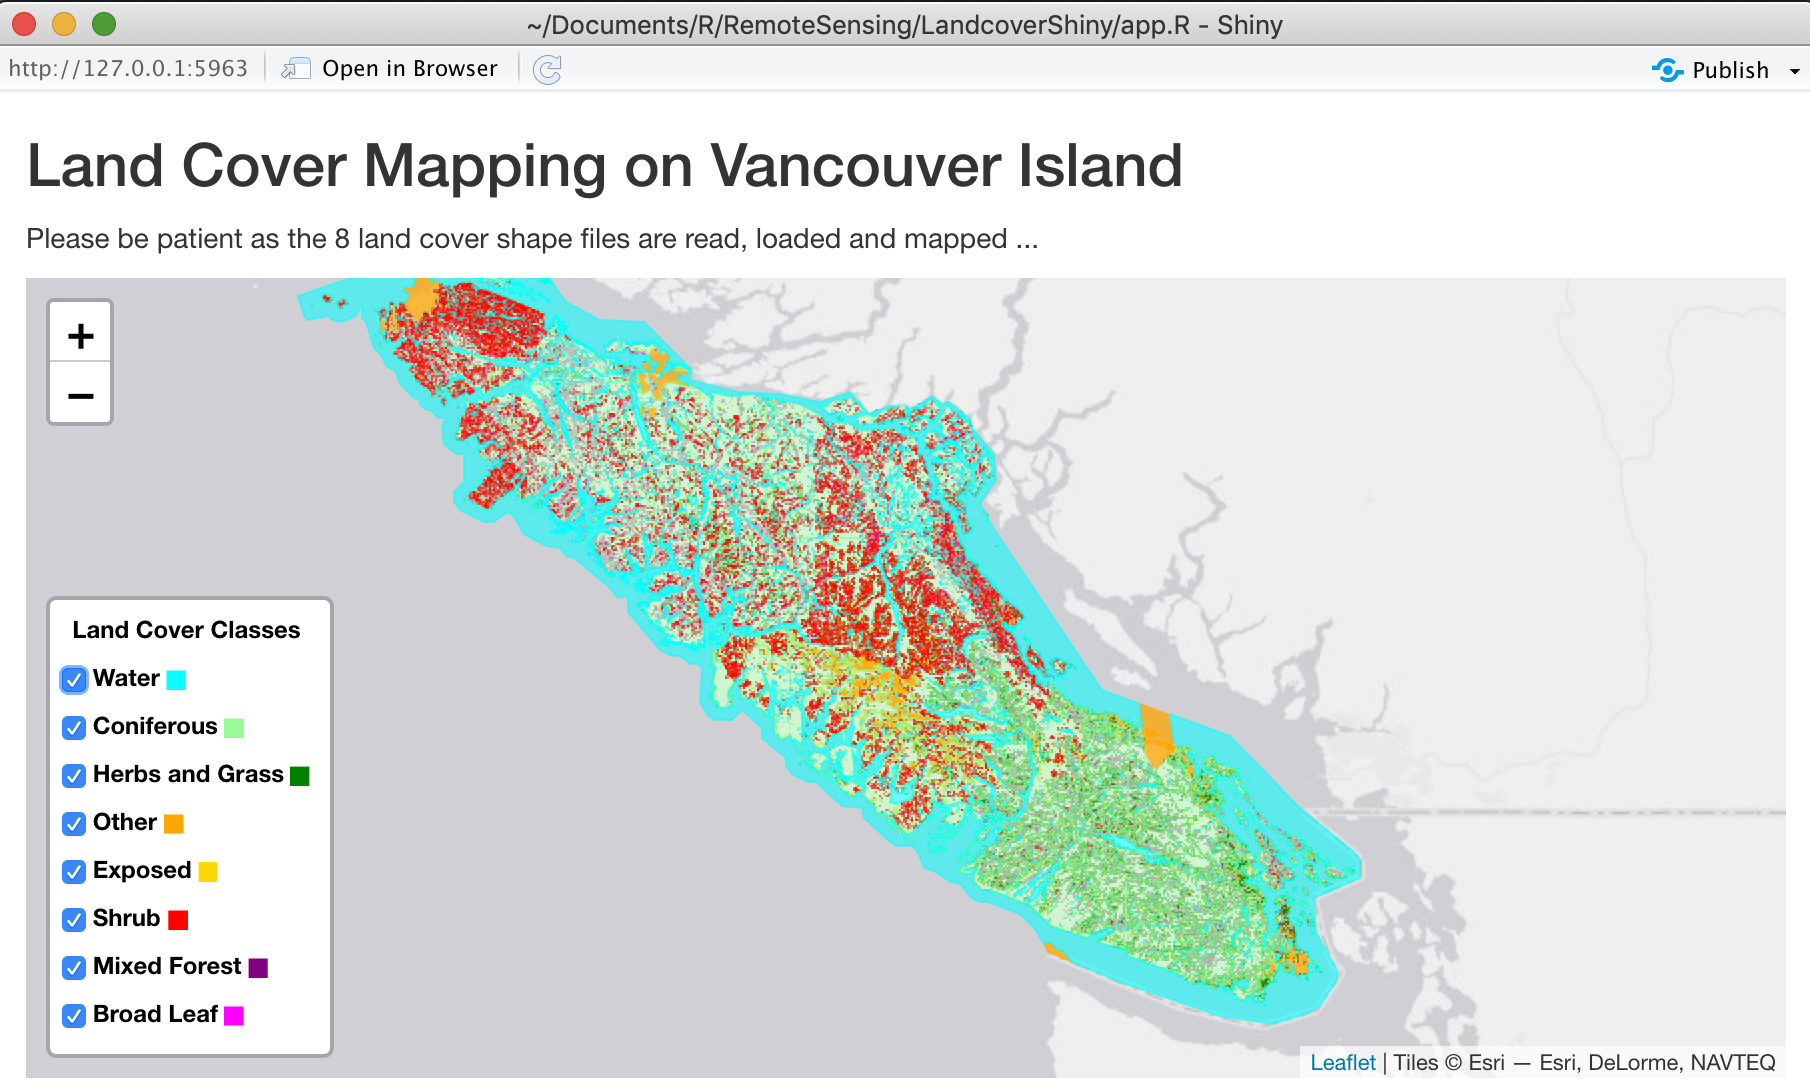 ~/Documents/R/RemoteSensing/LandcoverShiny/app.R - Shiny
http://127.0.0.1:5963 Open in Browser Publish
Land Cover Mapping on Vancouver Island
Please be patient as the 8 land cover shape files are read, loaded and mapped ...
+
−
Land Cover Classes
Water
Coniferous
Herbs and Grass
Other
Exposed
Shrub
Mixed Forest
Broad Leaf
Leaflet | Tiles © Esri — Esri, DeLorme, NAVTEQ